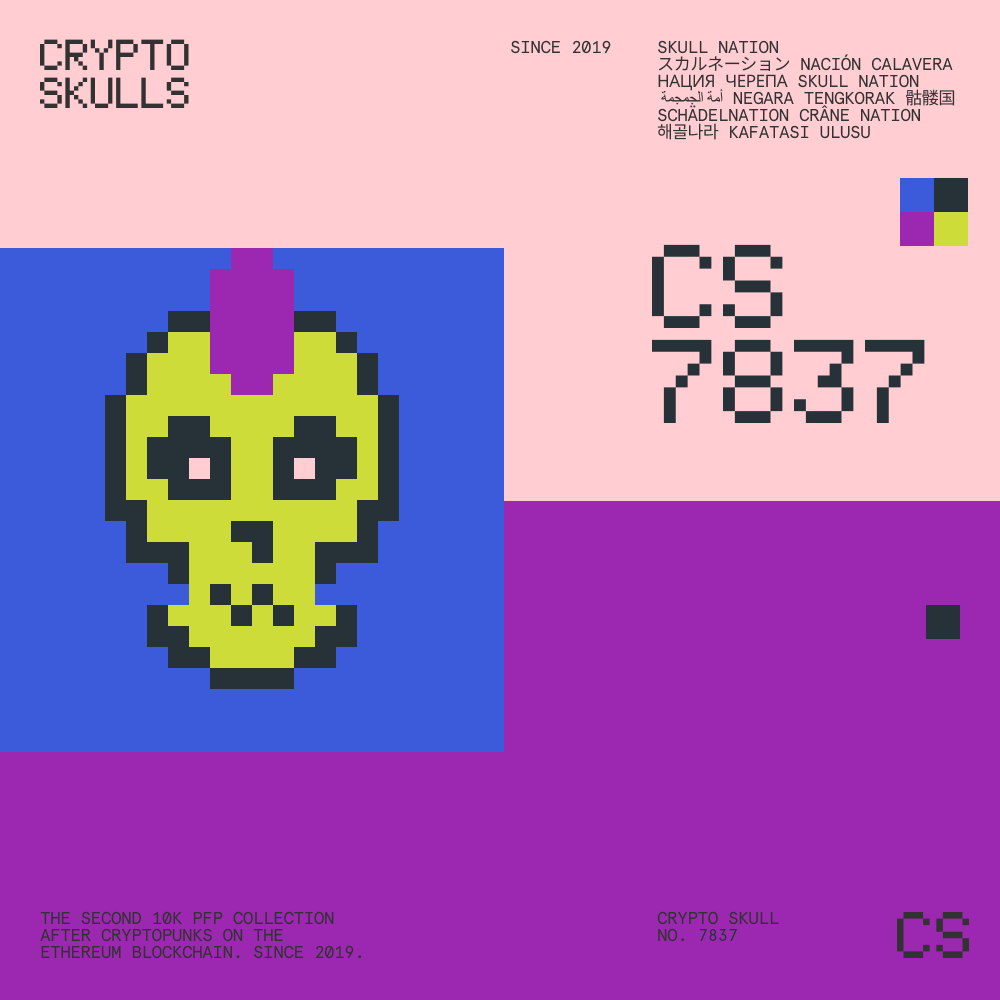 CRYPTO
SKULLS
SINCE 2019
SKULL NATION
スカルネーション NACIÓN CALAVERA
НАЦИЯ ЧЕРЕПА SKULL NATION
أمة الجمجمة NEGARA TENGKORAK 骷髅国
SCHÄDELNATION CRÂNE NATION
해골나라 KAFATASI ULUSU
CS
7837
THE SECOND 10K PFP COLLECTION
AFTER CRYPTOPUNKS ON THE
ETHEREUM BLOCKCHAIN. SINCE 2019.
CRYPTO SKULL
NO. 7837
CS